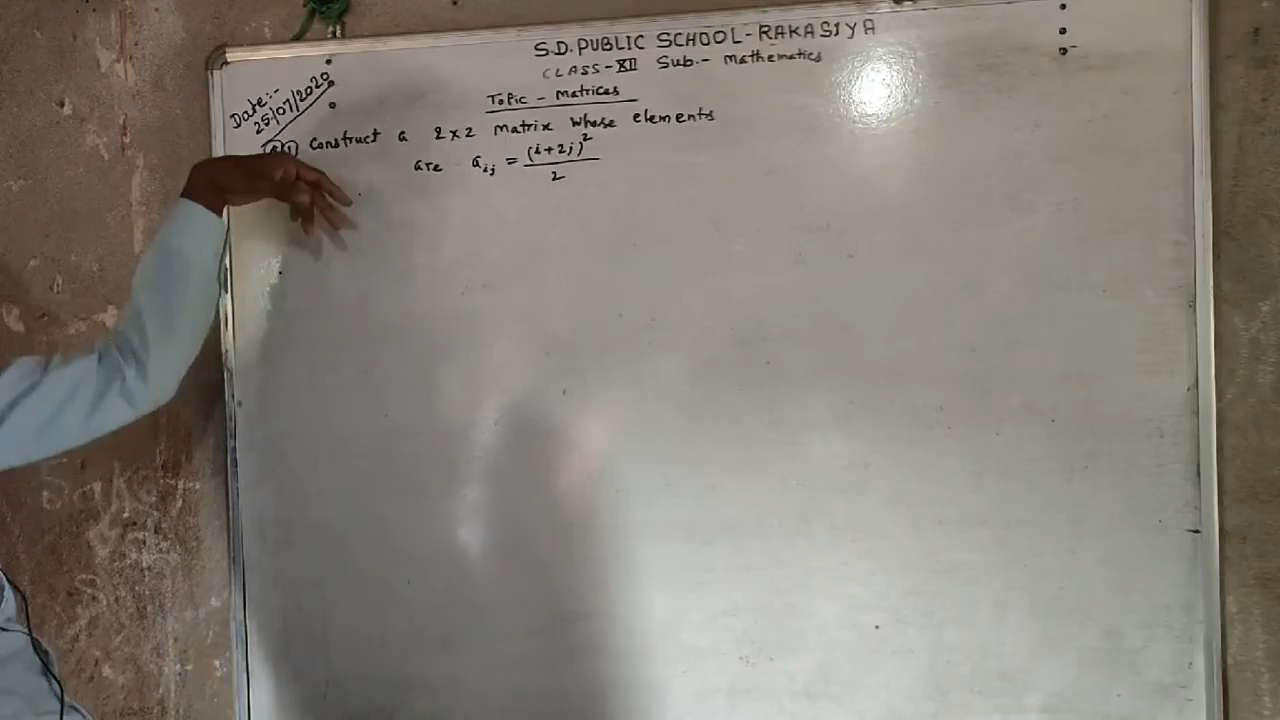 S.D. PUBLIC SCHOOL-RAKASIYA
CLASS-XII Sub.- Mathematics
Date:-
25/07/2020
Topic - Matrices
Construct a 2x2 matrix whose elements
are aij = (i+2j)²/2